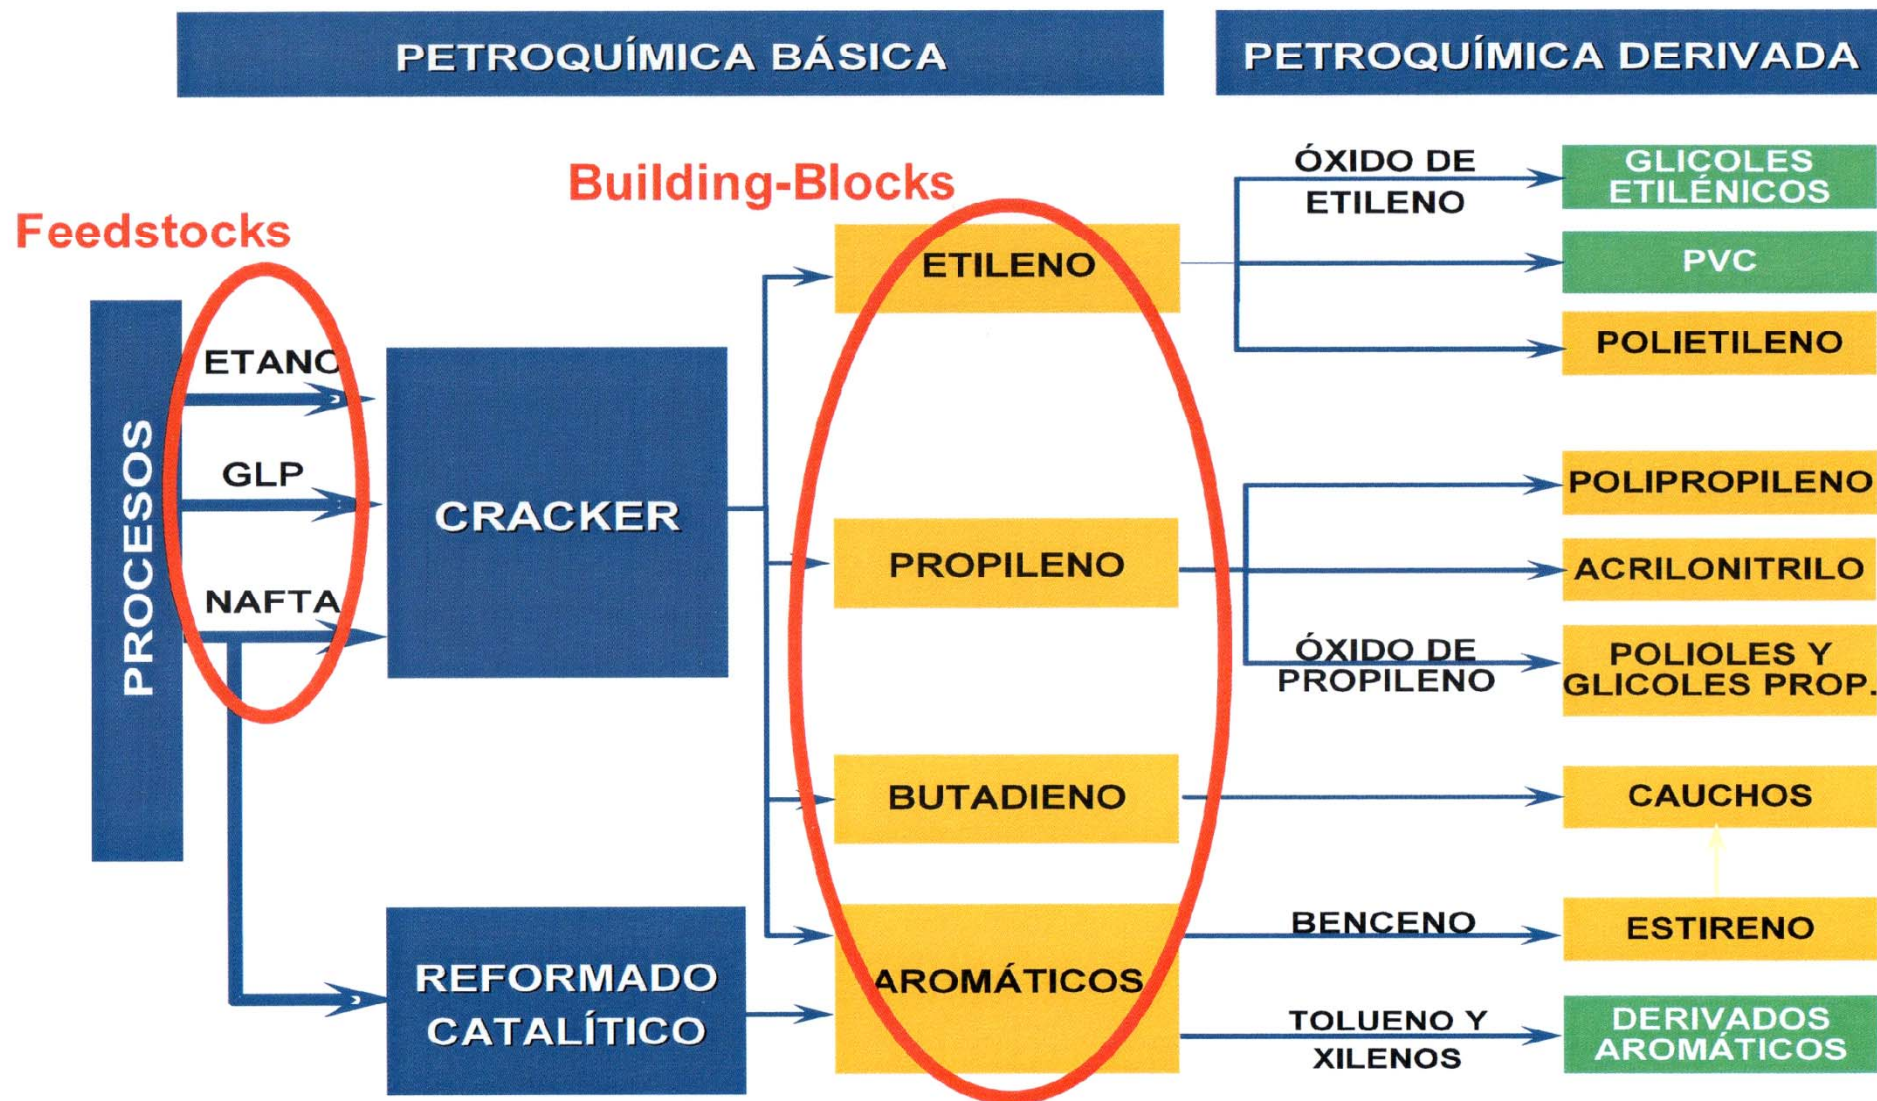 PETROQUÍMICA BÁSICA
PETROQUÍMICA DERIVADA
Feedstocks
Building-Blocks
PROCESOS
ETANO
GLP
NAFTA
CRACKER
REFORMADO
CATALÍTICO
ETILENO
PROPILENO
BUTADIENO
AROMÁTICOS
ÓXIDO DE
ETILENO
GLICOLES
ETILÉNICOS
PVC
POLIETILENO
POLIPROPILENO
ACRILONITRILO
ÓXIDO DE
PROPILENO
POLIOLES Y
GLICOLES PROP.
CAUCHOS
BENCENO
ESTIRENO
TOLUENO Y
XILENOS
DERIVADOS
AROMÁTICOS